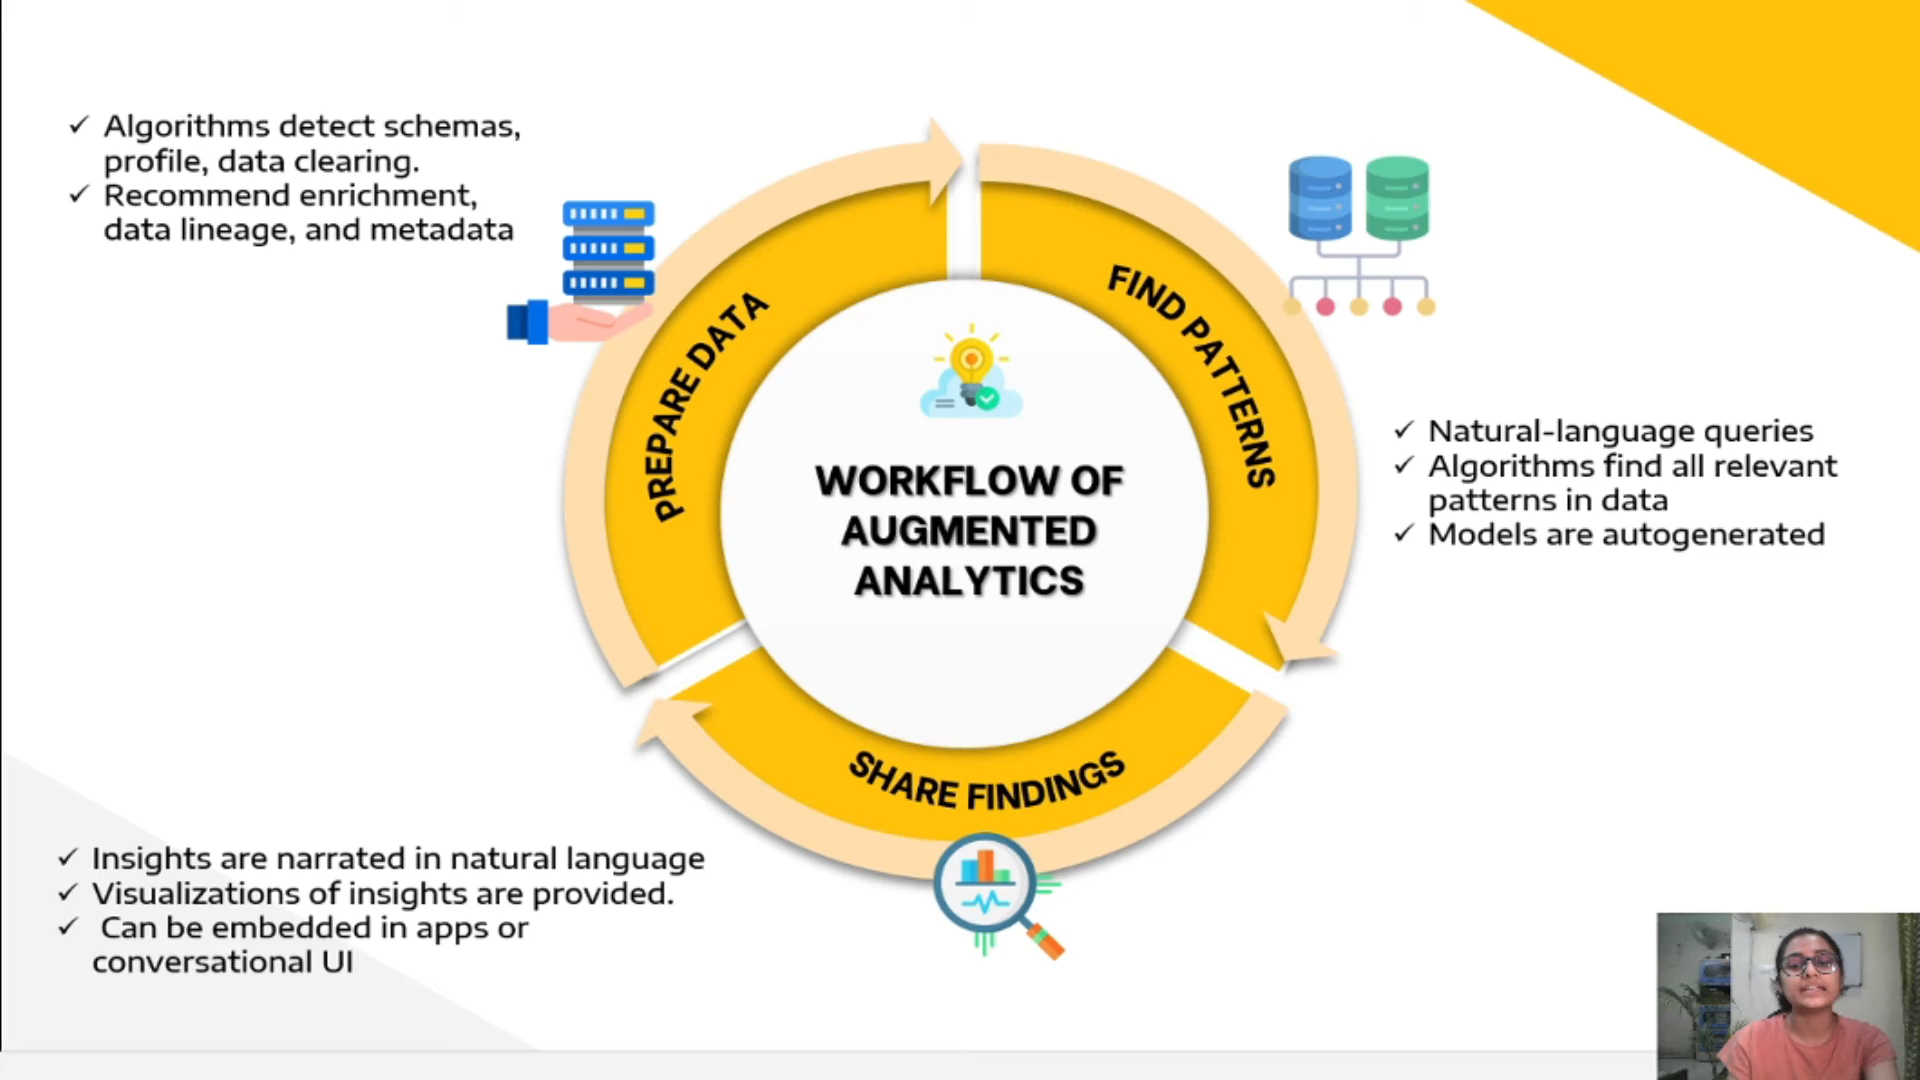 Algorithms detect schemas,
profile, data clearing.
Recommend enrichment,
data lineage, and metadata
PREPARE DATA
FIND PATTERNS
WORKFLOW OF
AUGMENTED
ANALYTICS
Natural-language queries
Algorithms find all relevant
patterns in data
Models are autogenerated
SHARE FINDINGS
Insights are narrated in natural language
Visualizations of insights are provided.
Can be embedded in apps or
conversational UI